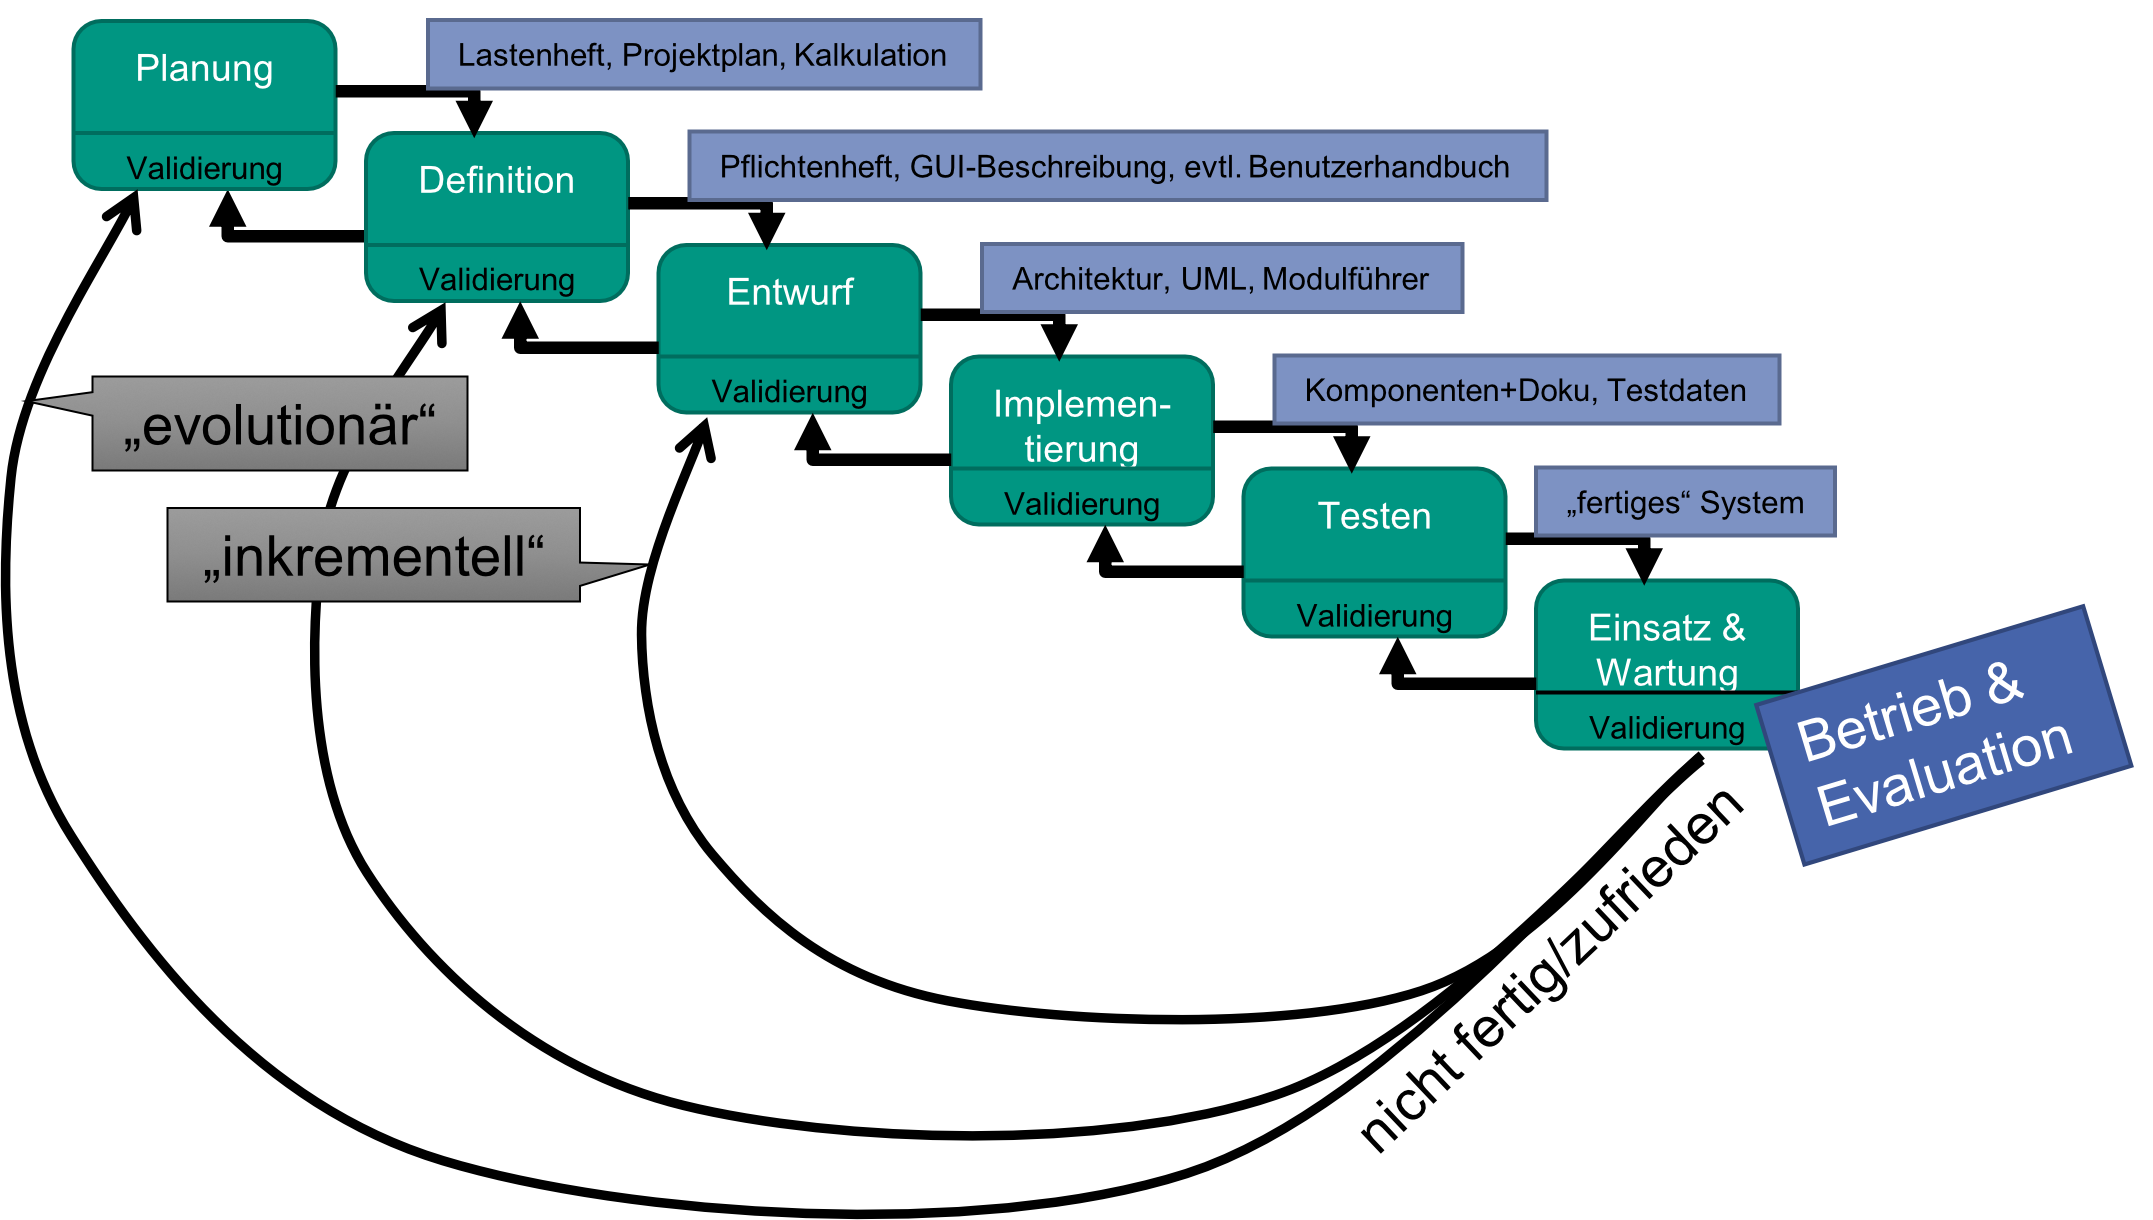 Planung
Validierung
Lastenheft, Projektplan, Kalkulation
Definition
Validierung
Pflichtenheft, GUI-Beschreibung, evtl. Benutzerhandbuch
Entwurf
Validierung
Architektur, UML, Modulführer
Implemen-
tierung
Validierung
Komponenten+Doku, Testdaten
Testen
Validierung
„fertiges“ System
Einsatz &
Wartung
Validierung
Betrieb &
Evaluation
„evolutionär“
„inkrementell“
nicht fertig/zufrieden